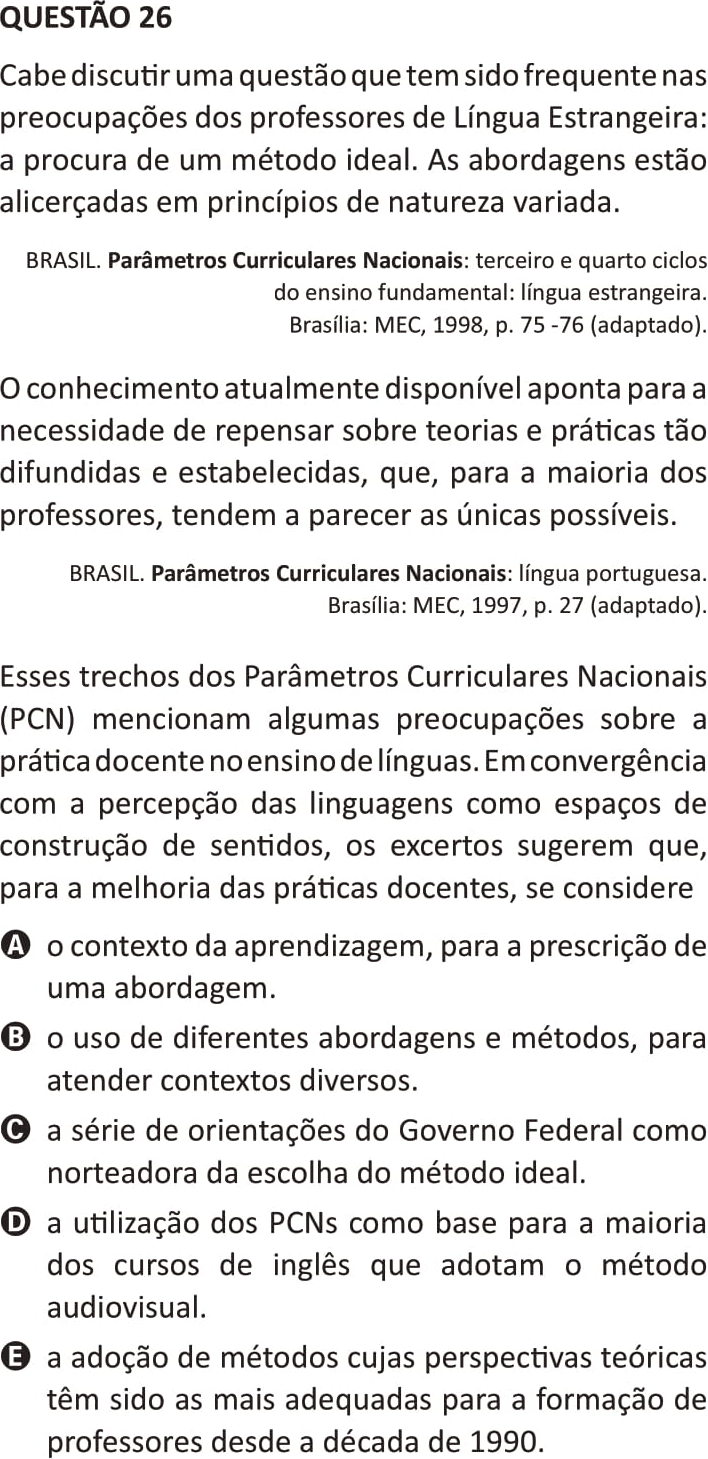 QUESTÃO 26
Cabe discutir uma questão que tem sido frequente nas
preocupações dos professores de Língua Estrangeira:
a procura de um método ideal. As abordagens estão
alicerçadas em princípios de natureza variada.
BRASIL. Parâmetros Curriculares Nacionais: terceiro e quarto ciclos
do ensino fundamental: língua estrangeira.
Brasília: MEC, 1998, p. 75 -76 (adaptado).
O conhecimento atualmente disponível aponta para a
necessidade de repensar sobre teorias e práticas tão
difundidas e estabelecidas, que, para a maioria dos
professores, tendem a parecer as únicas possíveis.
BRASIL. Parâmetros Curriculares Nacionais: língua portuguesa.
Brasília: MEC, 1997, p. 27 (adaptado).
Esses trechos dos Parâmetros Curriculares Nacionais
(PCN) mencionam algumas preocupações sobre a
prática docente no ensino de línguas. Em convergência
com a percepção das linguagens como espaços de
construção de sentidos, os excertos sugerem que,
para a melhoria das práticas docentes, se considere
A o contexto da aprendizagem, para a prescrição de
uma abordagem.
B o uso de diferentes abordagens e métodos, para
atender contextos diversos.
C a série de orientações do Governo Federal como
norteadora da escolha do método ideal.
D a utilização dos PCNs como base para a maioria
dos cursos de inglês que adotam o método
audiovisual.
E a adoção de métodos cujas perspectivas teóricas
têm sido as mais adequadas para a formação de
professores desde a década de 1990.